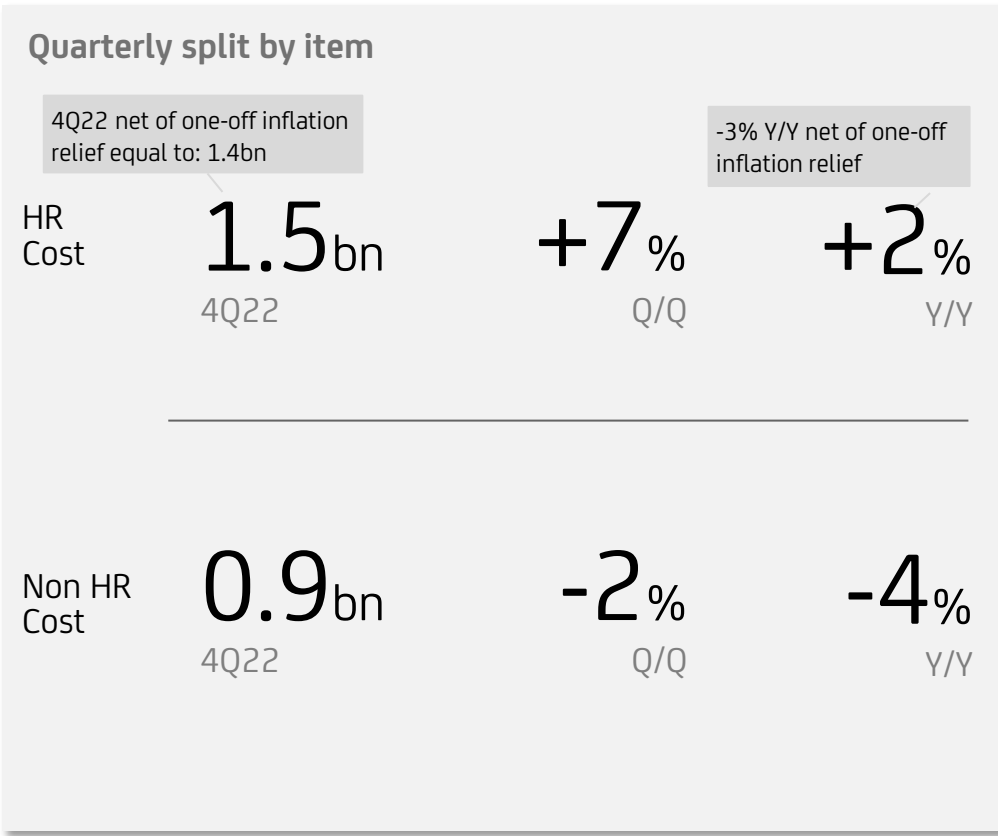 Quarterly split by item
4Q22 net of one-off inflation
relief equal to: 1.4bn
-3% Y/Y net of one-off
inflation relief
HR
Cost
1.5bn
+7%
+2%
4Q22
Q/Q
Y/Y
Non HR
Cost
0.9bn
-2%
-4%
4Q22
Q/Q
Y/Y